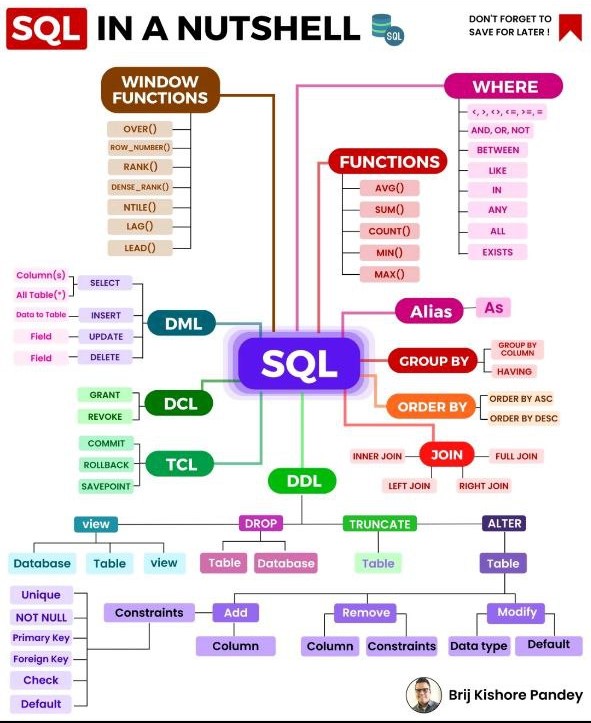 SQL IN A NUTSHELL
SQL
DON'T FORGET TO
SAVE FOR LATER !
WINDOW
FUNCTIONS
OVER()
ROW_NUMBER()
RANK()
DENSE_RANK()
NTILE()
LAG()
LEAD()
WHERE
<, >, <>, <=, >=, =
AND, OR, NOT
BETWEEN
LIKE
IN
ANY
ALL
EXISTS
FUNCTIONS
AVG()
SUM()
COUNT()
MIN()
MAX()
DML
SELECT
Column(s)
All Table(*)
INSERT
Data to Table
UPDATE
Field
DELETE
Field
Alias
As
SQL
GROUP BY
GROUP BY
COLUMN
HAVING
DCL
GRANT
REVOKE
ORDER BY
ORDER BY ASC
ORDER BY DESC
TCL
COMMIT
ROLLBACK
SAVEPOINT
JOIN
INNER JOIN
FULL JOIN
LEFT JOIN
RIGHT JOIN
DDL
view
DROP
TRUNCATE
ALTER
Database
Table
view
Table
Database
Table
Table
Unique
NOT NULL
Primary Key
Foreign Key
Check
Default
Constraints
Add
Column
Remove
Column
Constraints
Modify
Data type
Default
Brij Kishore Pandey